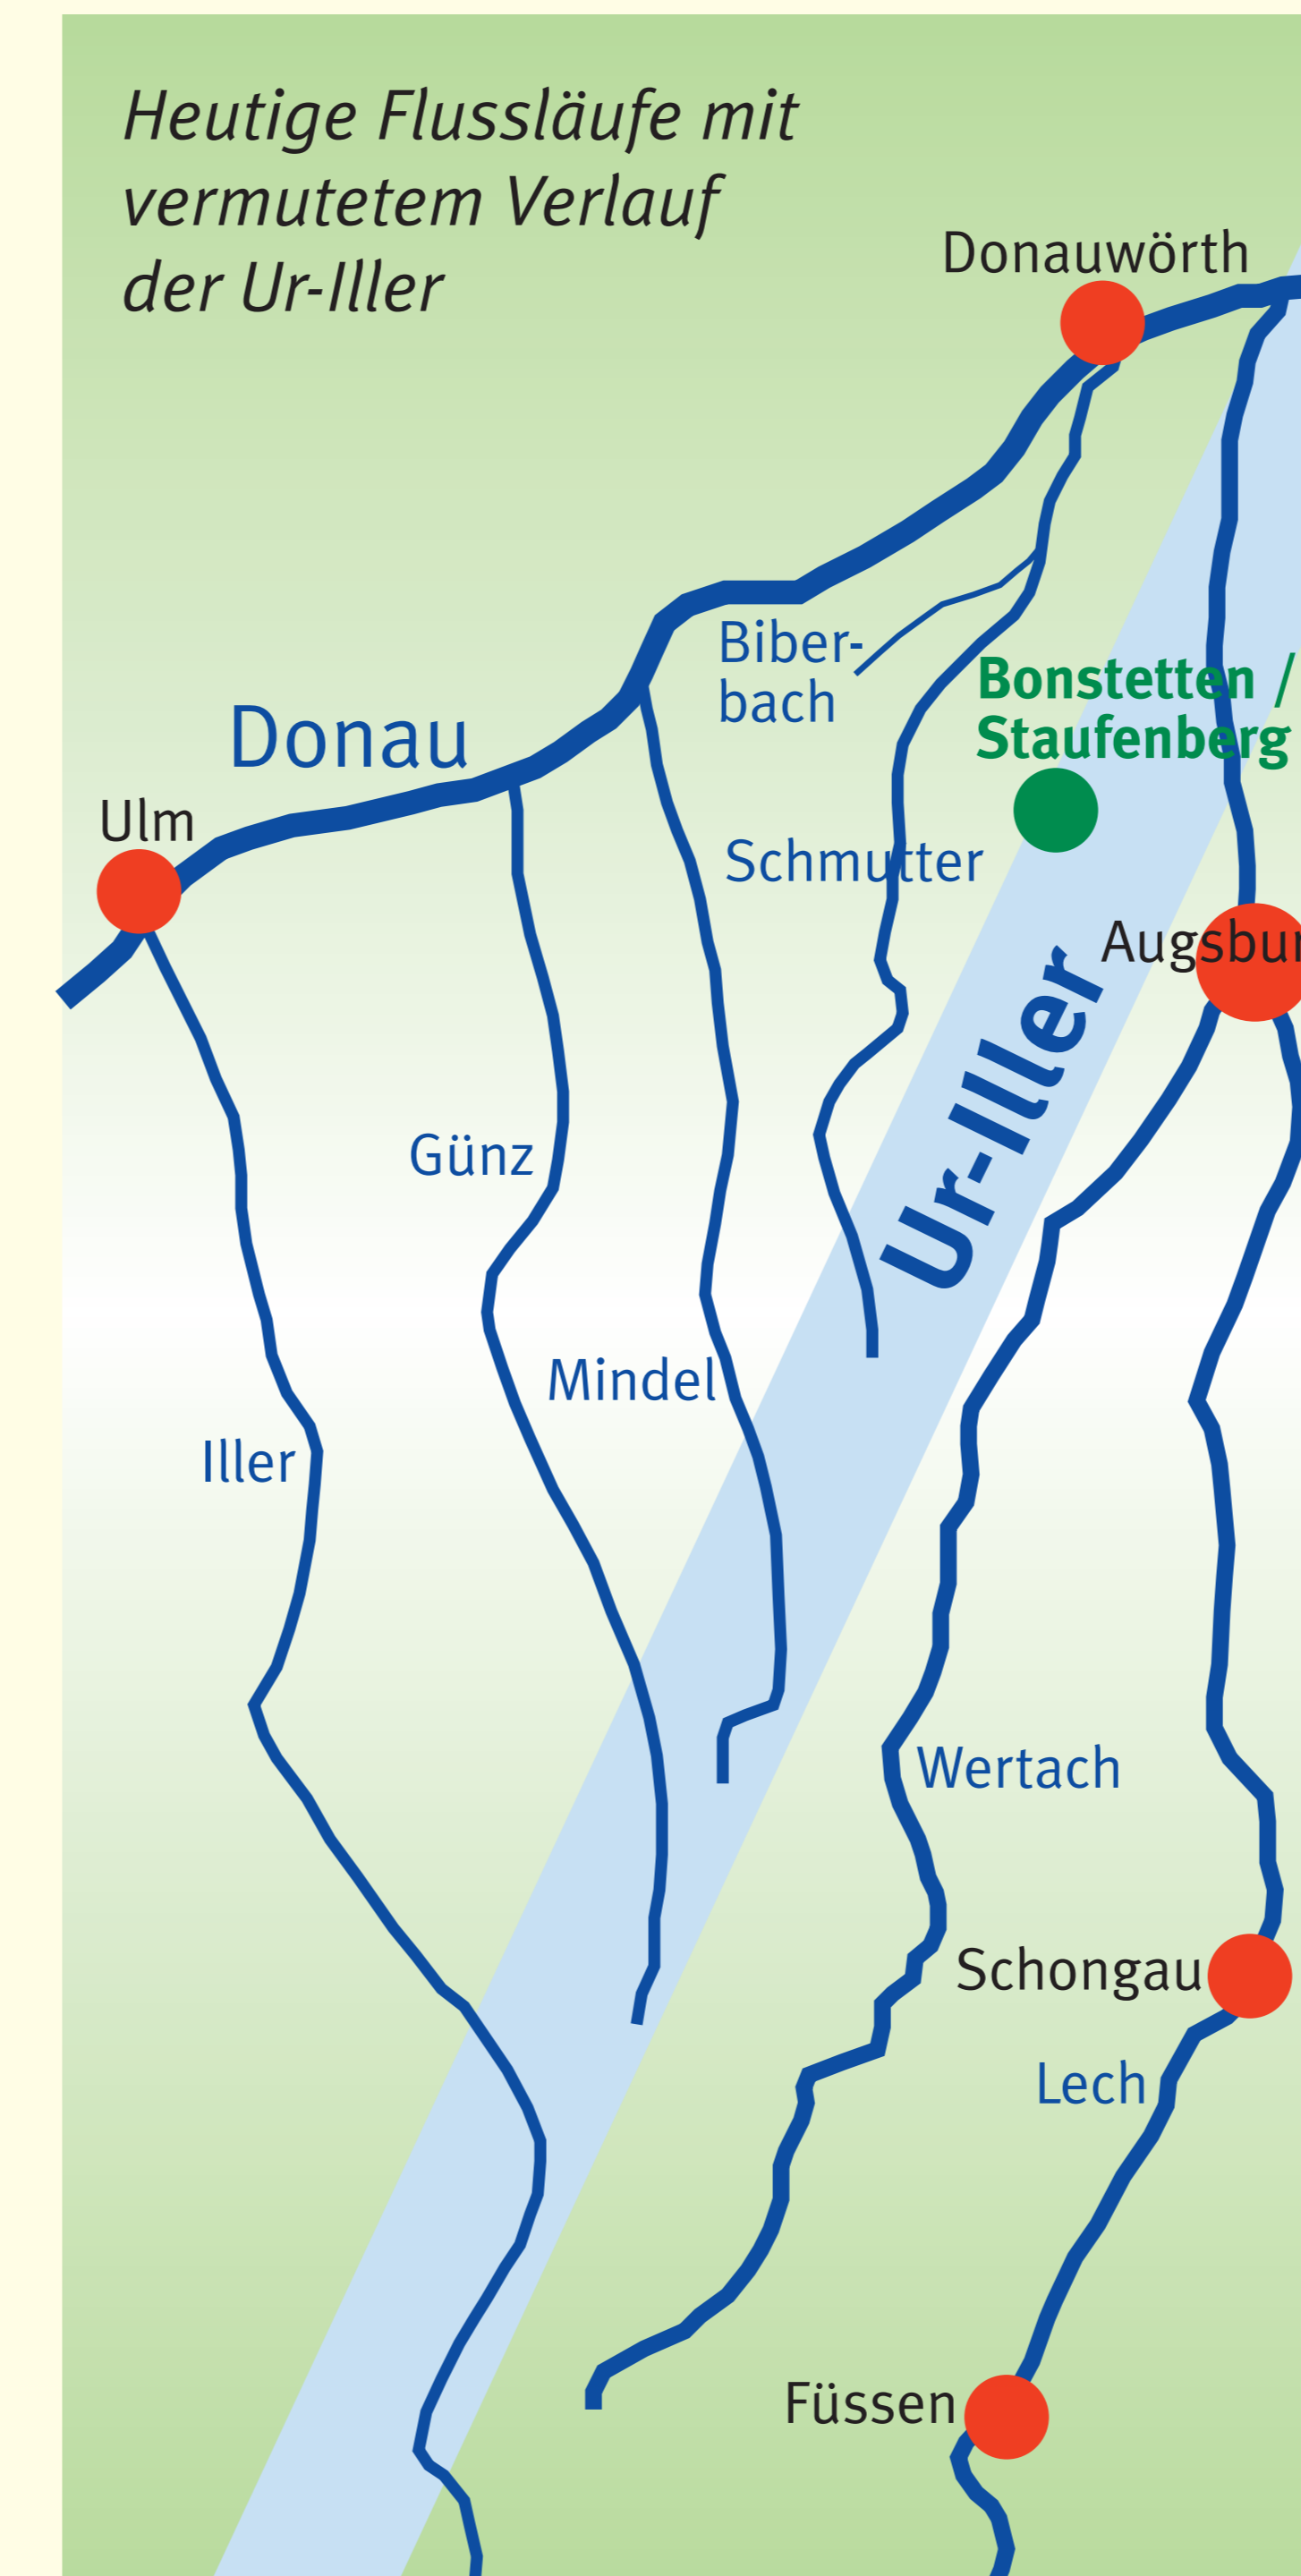 Heutige Flussläufe mit
vermutetem Verlauf
der Ur-Iller
Donauwörth
Biber-
bach
Bonstetten /
Staufenberg
Donau
Ulm
Schmutter
Augsbur
Ur-Iller
Günz
Mindel
Iller
Wertach
Schongau
Lech
Füssen